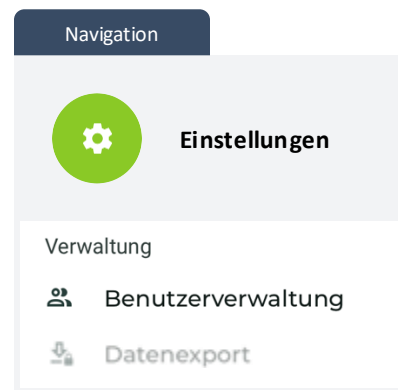 Navigation
Einstellungen
Verwaltung
Benutzerverwaltung
Datenexport